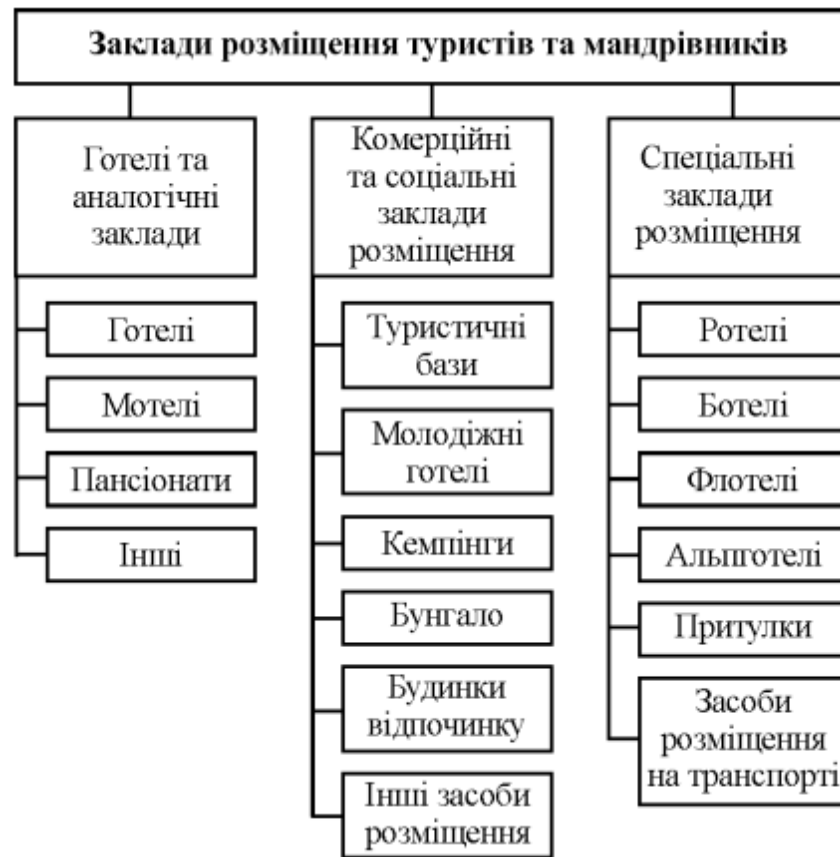 Заклади розміщення туристів та мандрівників
Готелі та
аналогічні
заклади
Готелі
Мотелі
Пансіонати
Інші
Комерційні
та соціальні
заклади
розміщення
Туристичні
бази
Молодіжні
готелі
Кемпінги
Бунгало
Будинки
відпочинку
Інші засоби
розміщення
Спеціальні
заклади
розміщення
Ротелі
Ботелі
Флотелі
Альпготелі
Притулки
Засоби
розміщення
на транспорті